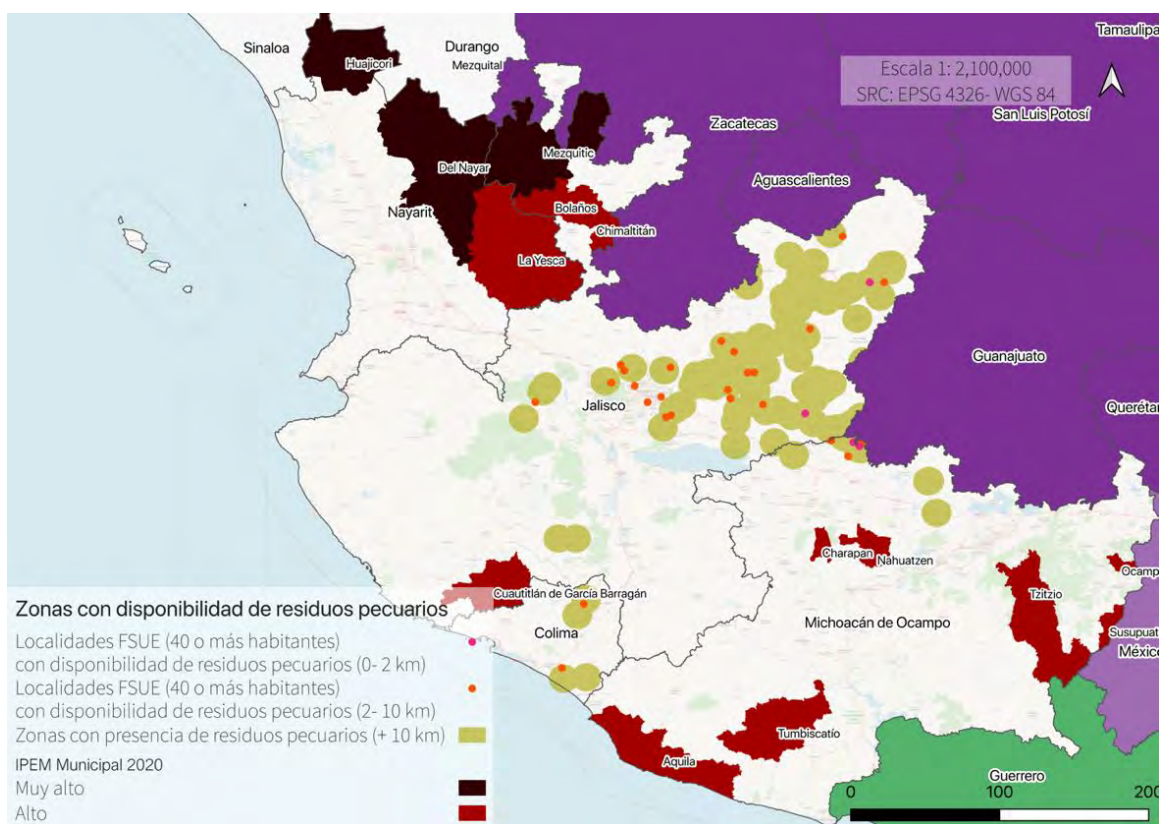 Tamaulipa
Sinaloa
Durango
Huajicori
Mezquital
Escala 1: 2,100,000
SRC: EPSG 4326- WGS 84
San Luis Potosí
Zacatecas
Mezquitic
Del Nayar
Aguascalientes
Nayarit
Bolaños
Chimaltitán
La Yesca
Guanajuato
Jalisco
Querétar
Charapan
Nahuatzen
Ocampo
Cuautitlán de García Barragán
Tzitzio
Michoacán de Ocampo
Colima
Susupuat
México
Tumbiscatío
Aquila
Guerrero
0
100
200
Zonas con disponibilidad de residuos pecuarios
Localidades FSUE (40 o más habitantes)
con disponibilidad de residuos pecuarios (0- 2 km)
Localidades FSUE (40 o más habitantes)
con disponibilidad de residuos pecuarios (2- 10 km)
Zonas con presencia de residuos pecuarios (+ 10 km)
IPEM Municipal 2020
Muy alto
Alto